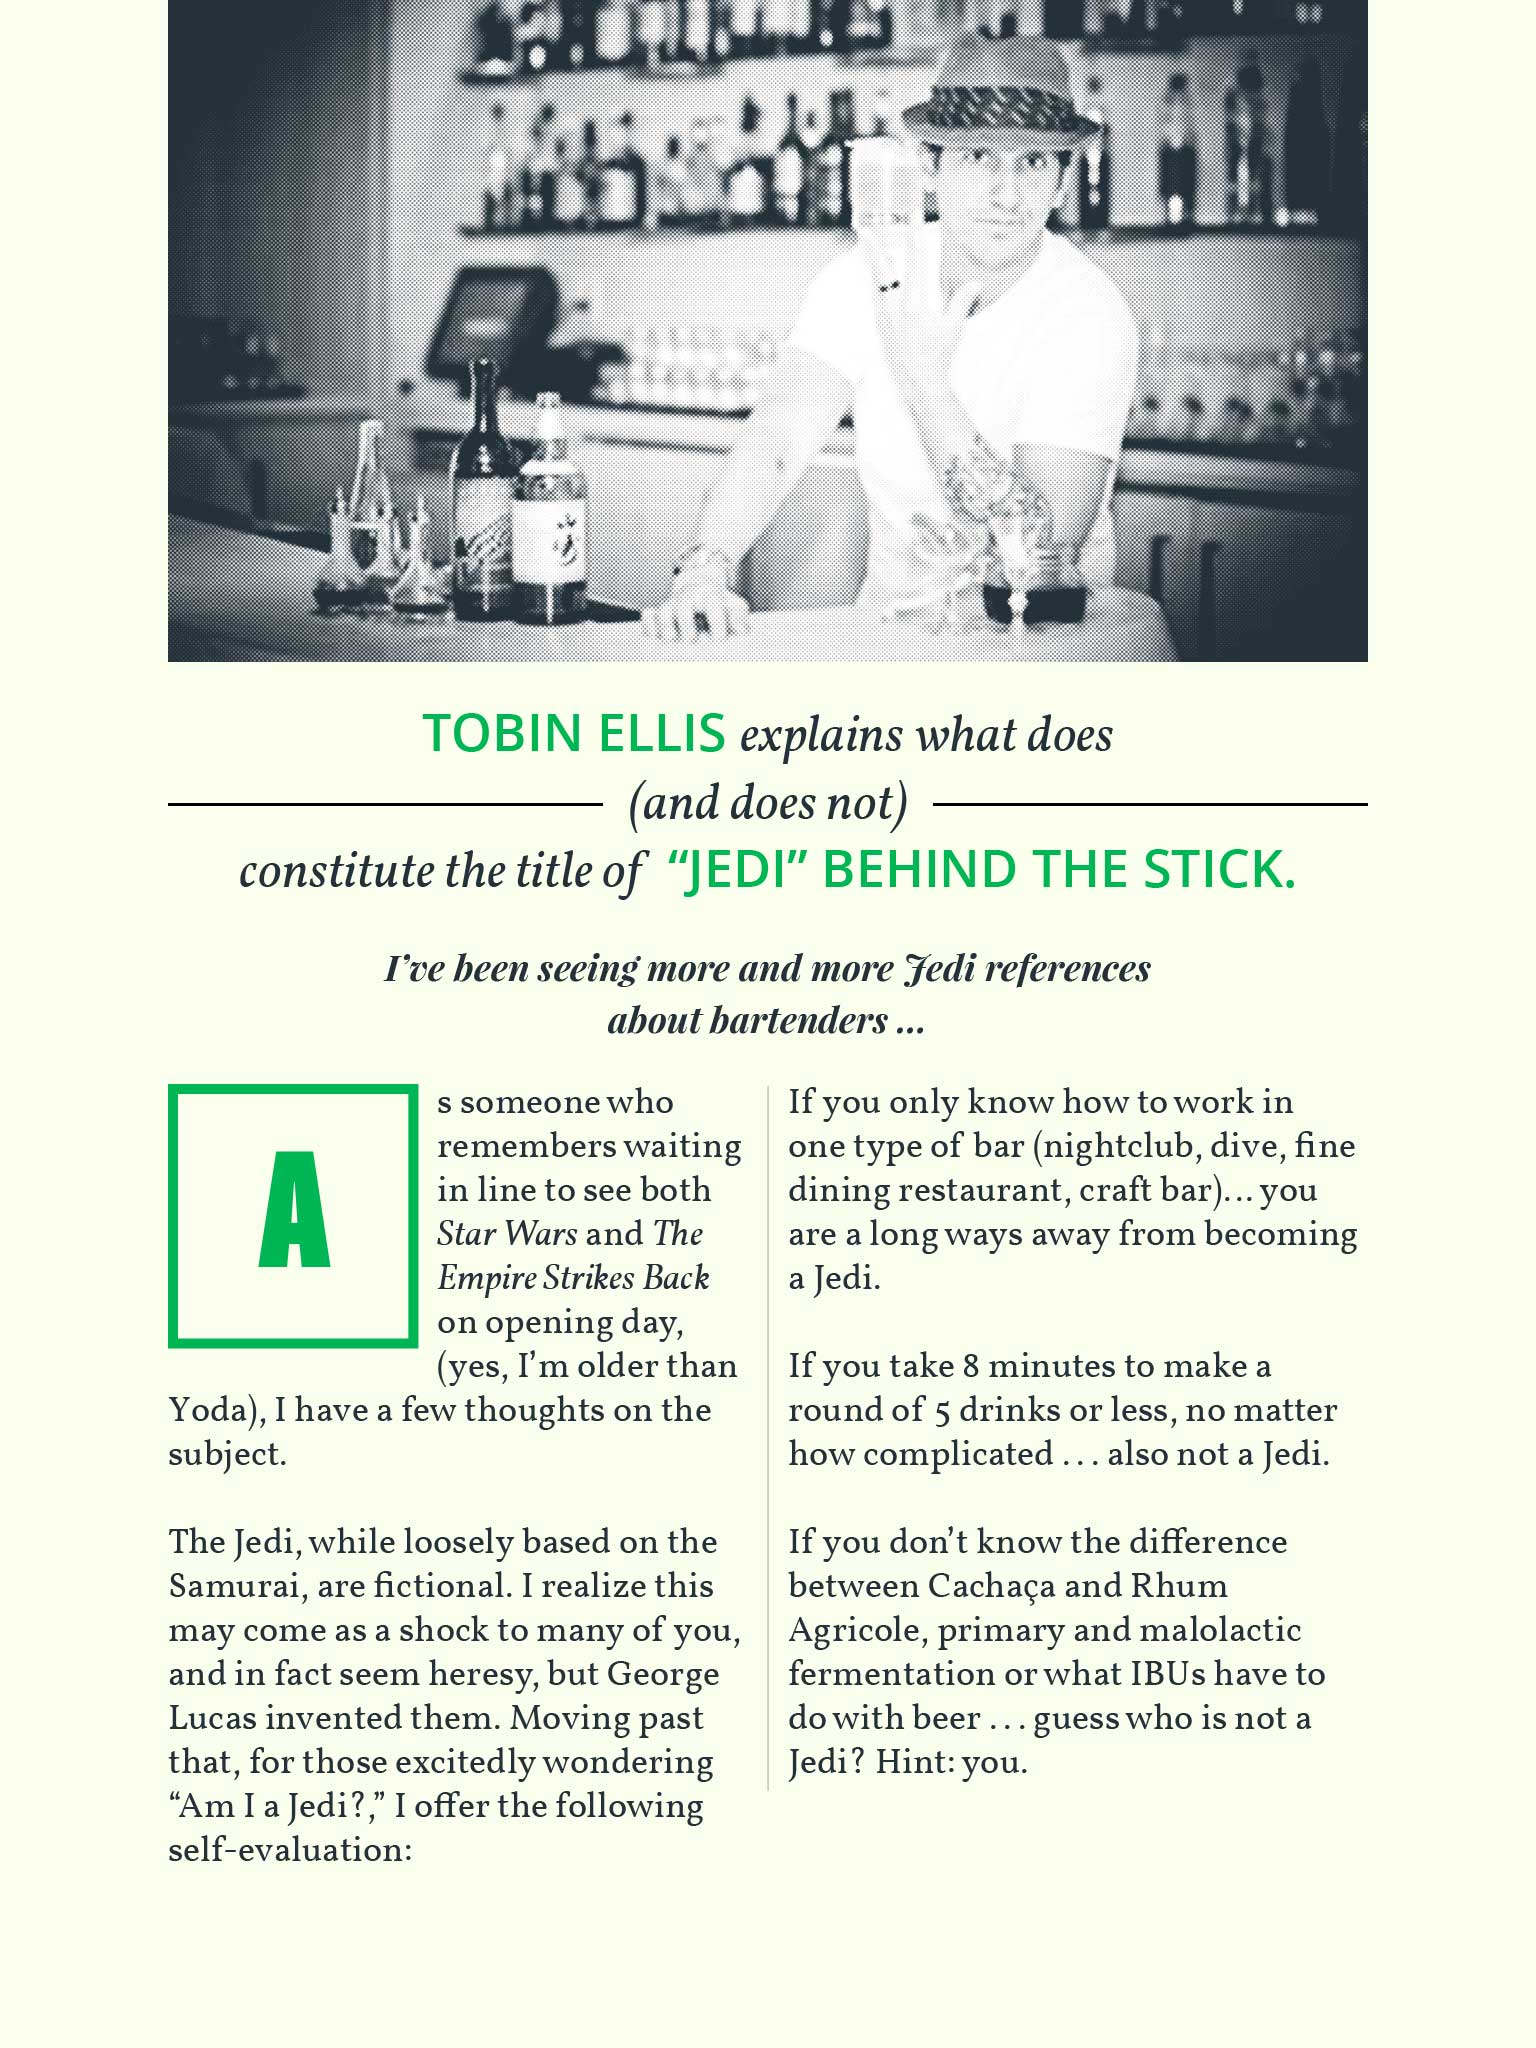 TOBIN ELLIS explains what does
(and does not)
constitute the title of “JEDI” BEHIND THE STICK.
I’ve been seeing more and more Jedi references
about bartenders ...
As someone who
remembers waiting
in line to see both
Star Wars and The
Empire Strikes Back
on opening day,
(yes, I’m older than
Yoda), I have a few thoughts on the
subject.
The Jedi, while loosely based on the
Samurai, are fictional. I realize this
may come as a shock to many of you,
and in fact seem heresy, but George
Lucas invented them. Moving past
that, for those excitedly wondering
“Am I a Jedi?,” I offer the following
self-evaluation:
If you only know how to work in
one type of bar (nightclub, dive, fine
dining restaurant, craft bar)... you
are a long ways away from becoming
a Jedi.
If you take 8 minutes to make a
round of 5 drinks or less, no matter
how complicated . . . also not a Jedi.
If you don’t know the difference
between Cachaça and Rhum
Agricole, primary and malolactic
fermentation or what IBUs have to
do with beer . . . guess who is not a
Jedi? Hint: you.